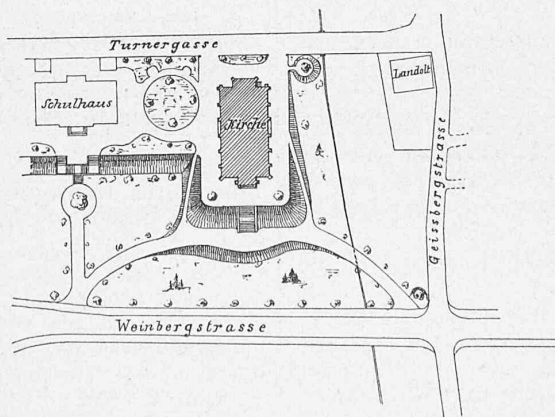 Turnergasse
Landolt
Schulhaus
Kirche
Geissbergstrasse
Weinbergstrasse